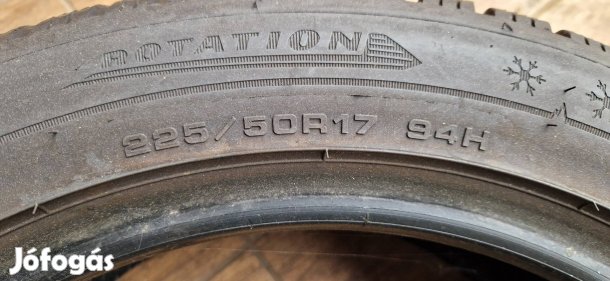 ROTATION
225/50R17 94H
Jófogás